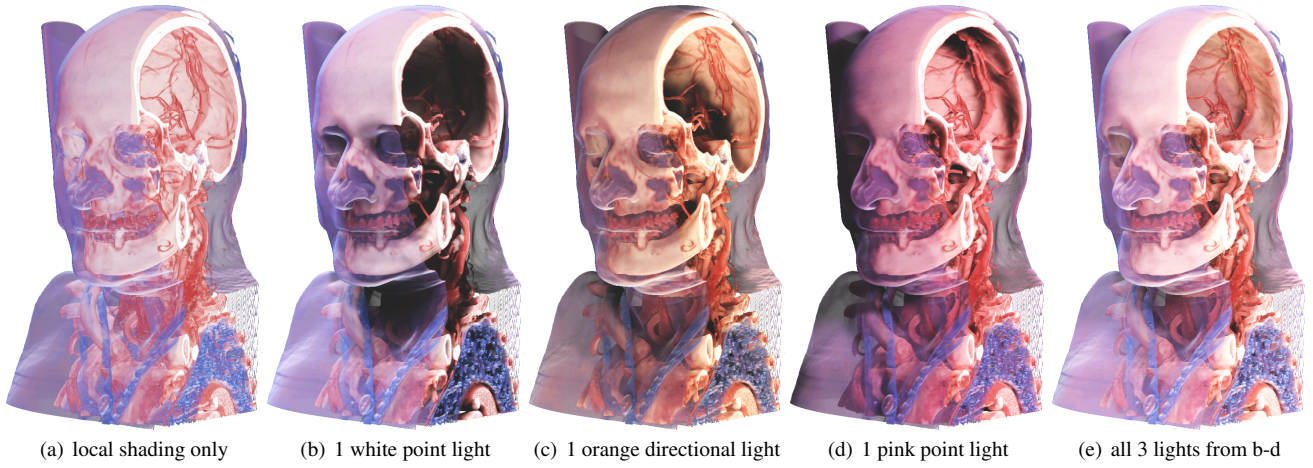 (a) local shading only
(b) 1 white point light
(c) 1 orange directional light
(d) 1 pink point light
(e) all 3 lights from b-d